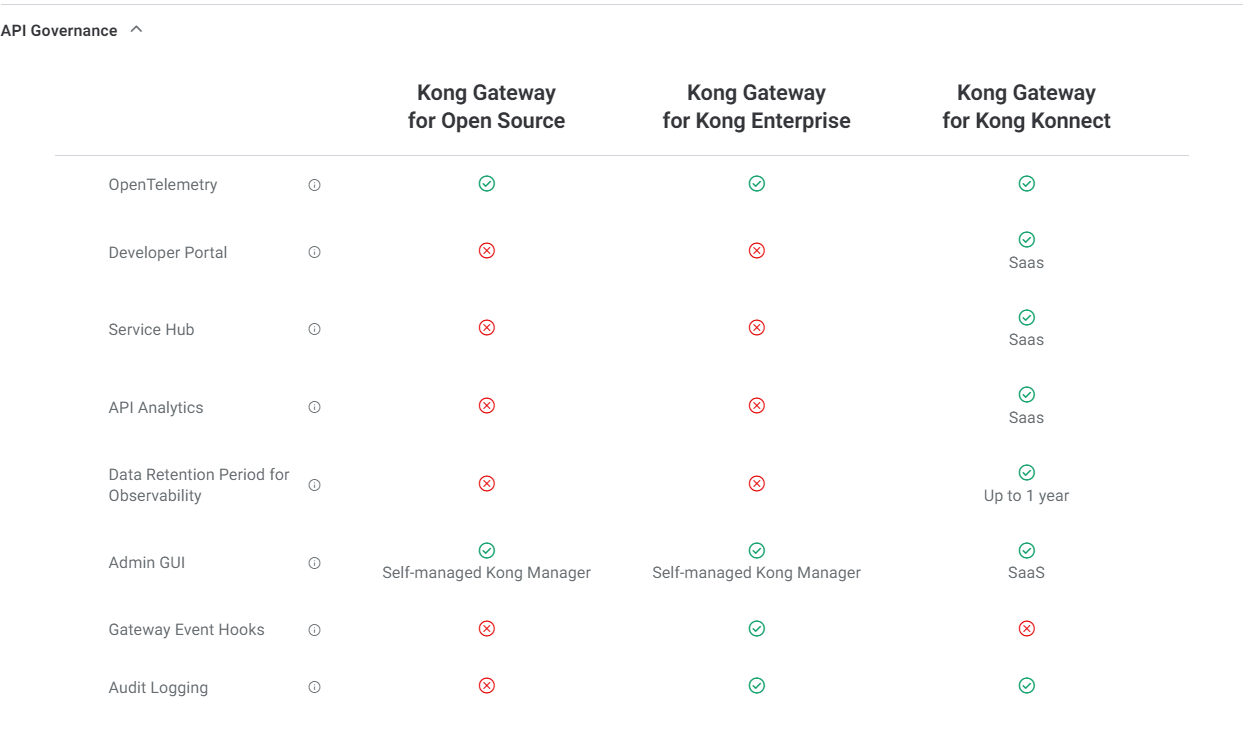 API Governance
Kong Gateway
for Open Source
Kong Gateway
for Kong Enterprise
Kong Gateway
for Kong Konnect
OpenTelemetry
Developer Portal
Saas
Service Hub
Saas
API Analytics
Saas
Data Retention Period for
Observability
Up to 1 year
Admin GUI
Self-managed Kong Manager
Self-managed Kong Manager
SaaS
Gateway Event Hooks
Audit Logging